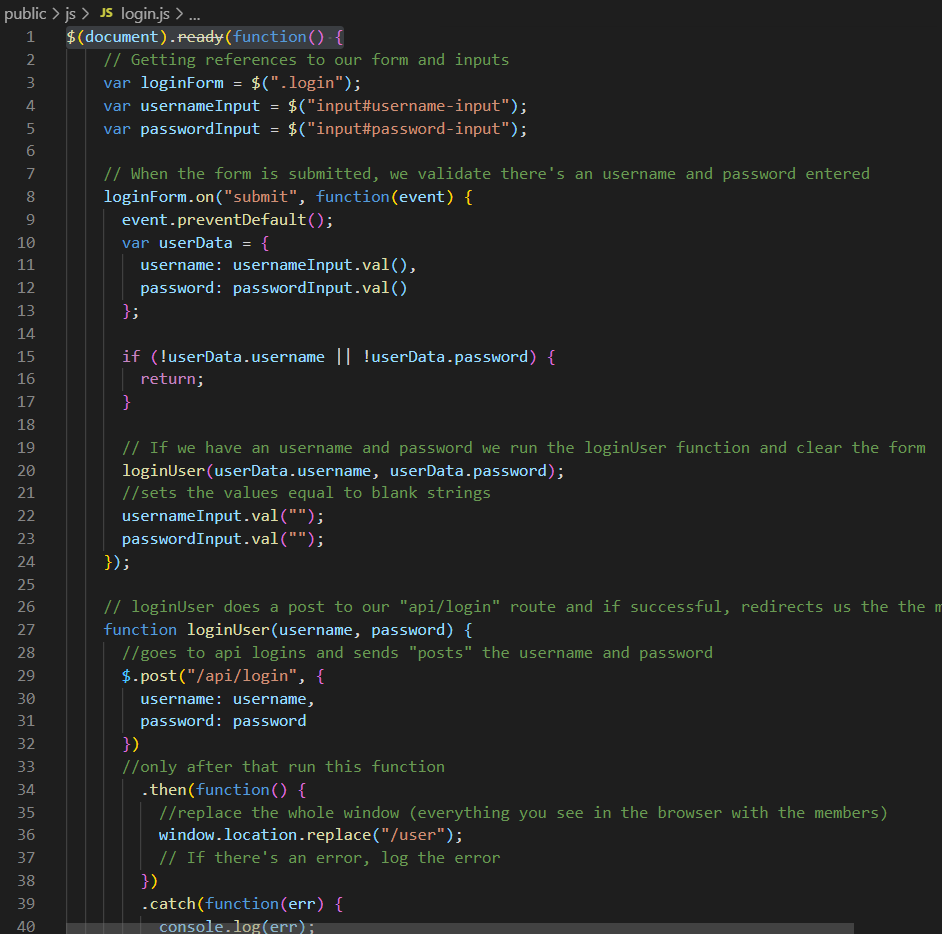 public > js > JS login.js > ...
1 $(document).ready(function() {
2 // Getting references to our form and inputs
3 var loginForm = $(".login");
4 var usernameInput = $("input#username-input");
5 var passwordInput = $("input#password-input");
6
7 // When the form is submitted, we validate there's an username and password entered
8 loginForm.on("submit", function(event) {
9 event.preventDefault();
10 var userData = {
11 username: usernameInput.val(),
12 password: passwordInput.val()
13 };
14
15 if (!userData.username || !userData.password) {
16 return;
17 }
18
19 // If we have an username and password we run the loginUser function and clear the form
20 loginUser(userData.username, userData.password);
21 //sets the values equal to blank strings
22 usernameInput.val("");
23 passwordInput.val("");
24 });
25
26 // loginUser does a post to our "api/login" route and if successful, redirects us the the m
27 function loginUser(username, password) {
28 //goes to api logins and sends "posts" the username and password
29 $.post("/api/login", {
30 username: username,
31 password: password
32 })
33 //only after that run this function
34 .then(function() {
35 //replace the whole window (everything you see in the browser with the members)
36 window.location.replace("/user");
37 // If there's an error, log the error
38 })
39 .catch(function(err) {
40 console.log(err);